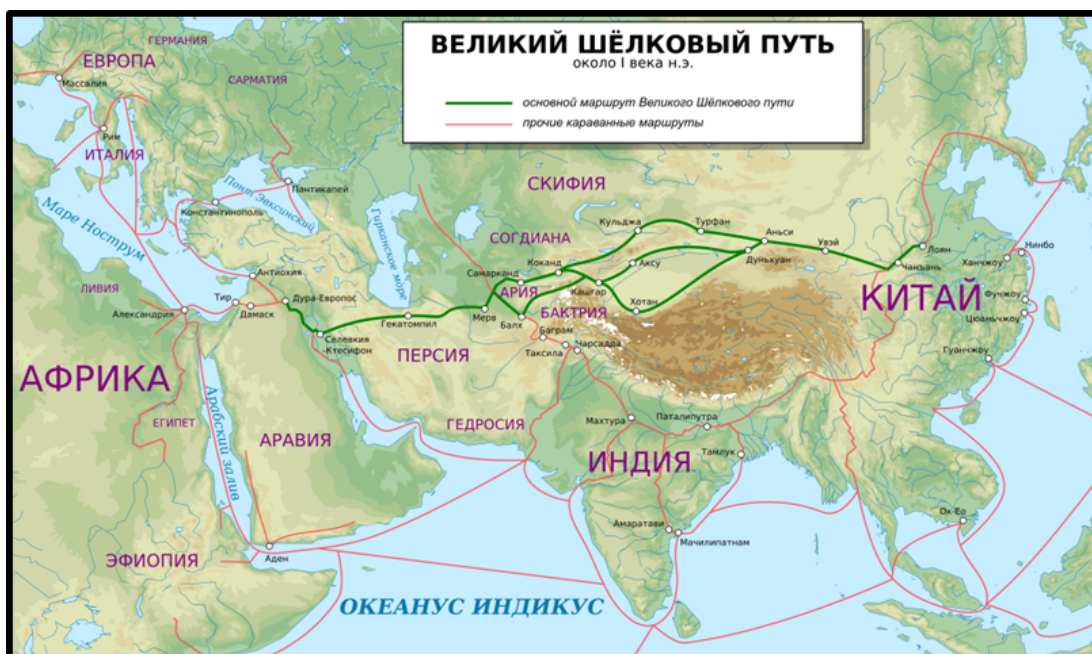 ВЕЛИКИЙ ШЁЛКОВЫЙ ПУТЬ
около I века н.э.
основной маршрут Великого Шёлкового пути
прочие караванные маршруты
ГЕРМАНИЯ
ЕВРОПА
САРМАТИЯ
Массалия
Рим
ИТАЛИЯ
Пантикапей
Понт Эвксинский
Константинополь
Маре Нострум
Гирканское море
СКИФИЯ
Кульджа
Турфан
СОГДИАНА
Аньси
Увэй
Лоян
Нинбо
Коканд
Аксу
Дуньхуан
Чанъань
Ханчжоу
Антиохия
Самарканд
Кашгар
АРИЯ
ЛИВИЯ
Тир
Дура-Европос
Хотан
КИТАЙ
Фучжоу
Александрия
Дамаск
Гекатомпил
Мерв
Балх
БАКТРИЯ
Цюаньчжоу
Селевкия
-Ктесифон
Баграм
Чарсадда
Таксила
ПЕРСИЯ
Гуанчжоу
АФРИКА
Арабский залив
ЕГИПЕТ
АРАВИЯ
ГЕДРОСИЯ
Махтура
Паталипутра
Тамлук
ИНДИЯ
Ок-Ео
Амаратави
Мачилипатнам
ЭФИОПИЯ
Аден
ОКЕАНУС ИНДИКУС